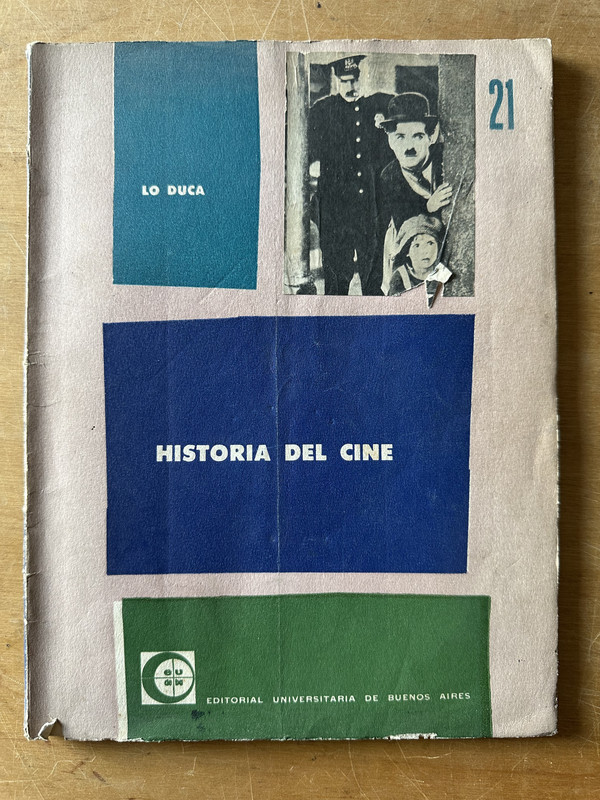 LO DUCA
21
HISTORIA DEL CINE
EDITORIAL UNIVERSITARIA DE BUENOS AIRES